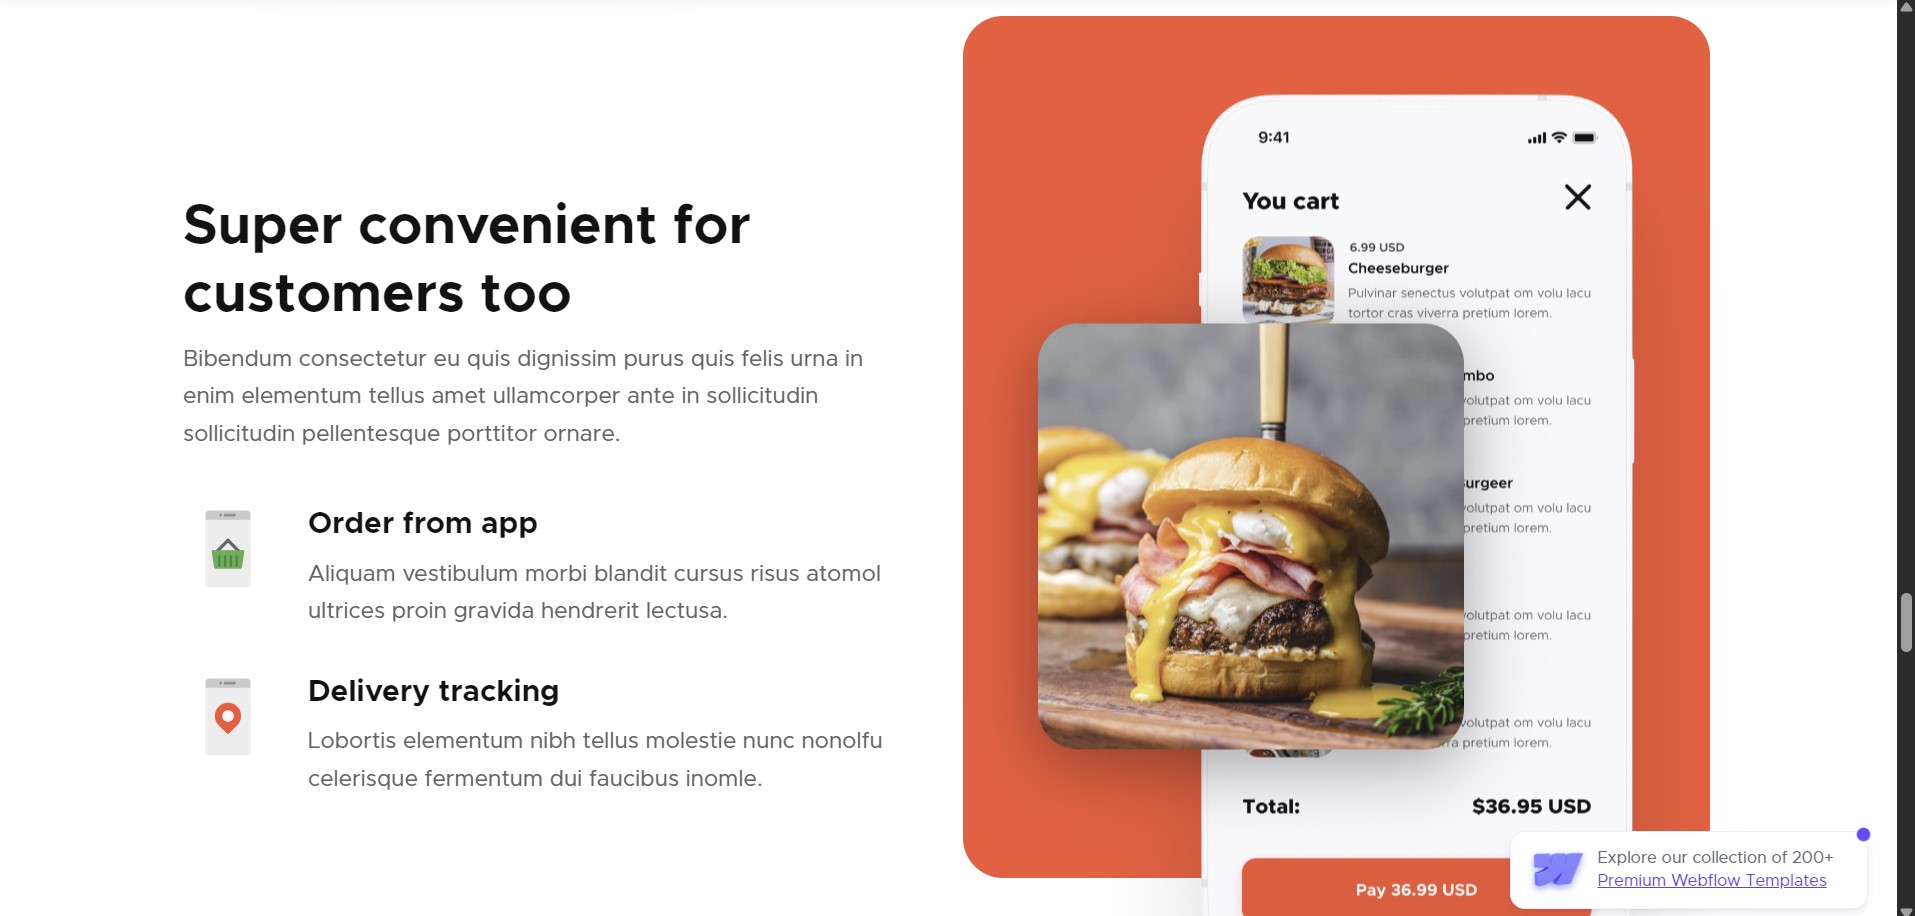 Super convenient for
customers too
Bibendum consectetur eu quis dignissim purus quis felis urna in
enim elementum tellus amet ullamcorper ante in sollicitudin
sollicitudin pellentesque porttitor ornare.
Order from app
Aliquam vestibulum morbi blandit cursus risus atomol
ultrices proin gravida hendrerit lectusa.
Delivery tracking
Lobortis elementum nibh tellus molestie nunc nonolfu
celerisque fermentum dui faucibus inomle.
9:41
You cart
6.99 USD
Cheeseburger
Pulvinar senectus volutpat om volu lacu
tortor cras viverra pretium lorem.
mbo
volutpat om volu lacu
pretium lorem.
urgeer
volutpat om volu lacu
pretium lorem.
volutpat om volu lacu
pretium lorem.
volutpat om volu lacu
ra pretium lorem.
Total: $36.95 USD
Pay 36.99 USD
Explore our collection of 200+
Premium Webflow Templates